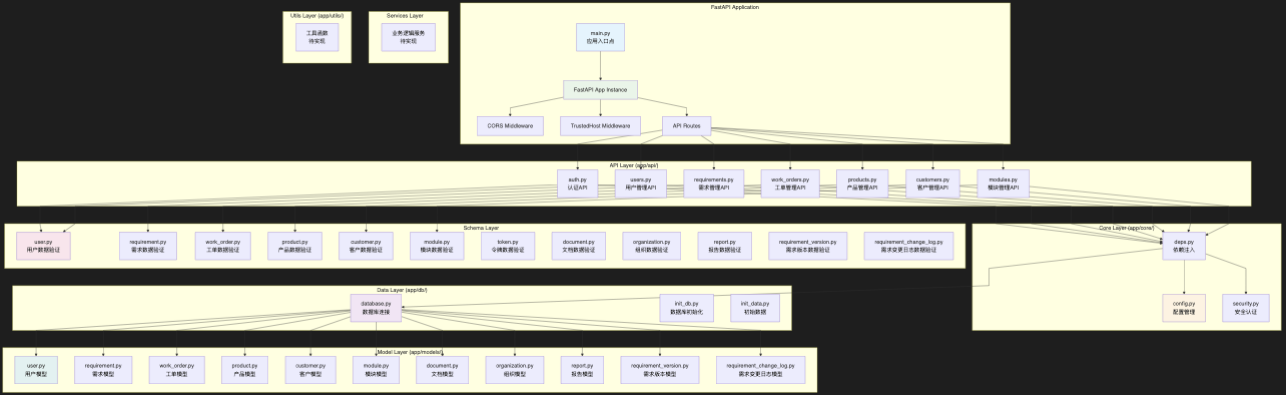 FastAPI Application
Utils Layer (app/utils/)
Services Layer
工具函数
待实现
业务逻辑服务
待实现
main.py
应用入口点
FastAPI App Instance
CORS Middleware
TrustedHost Middleware
API Routes
API Layer (app/api/)
auth.py
认证API
users.py
用户管理API
requirements.py
需求管理API
work_orders.py
工单管理API
products.py
产品管理API
customers.py
客户管理API
modules.py
模块管理API
Schema Layer
user.py
用户数据验证
requirement.py
需求数据验证
work_order.py
工单数据验证
product.py
产品数据验证
customer.py
客户数据验证
module.py
模块数据验证
token.py
令牌数据验证
document.py
文档数据验证
organization.py
组织数据验证
report.py
报告数据验证
requirement_version.py
需求版本数据验证
requirement_change_log.py
需求变更日志数据验证
Core Layer (app/core/)
deps.py
依赖注入
config.py
配置管理
security.py
安全认证
Data Layer (app/db/)
database.py
数据库连接
init_db.py
数据库初始化
init_data.py
初始数据
Model Layer (app/models/)
user.py
用户模型
requirement.py
需求模型
work_order.py
工单模型
product.py
产品模型
customer.py
客户模型
module.py
模块模型
document.py
文档模型
organization.py
组织模型
report.py
报告模型
requirement_version.py
需求版本模型
requirement_change_log.py
需求变更日志模型